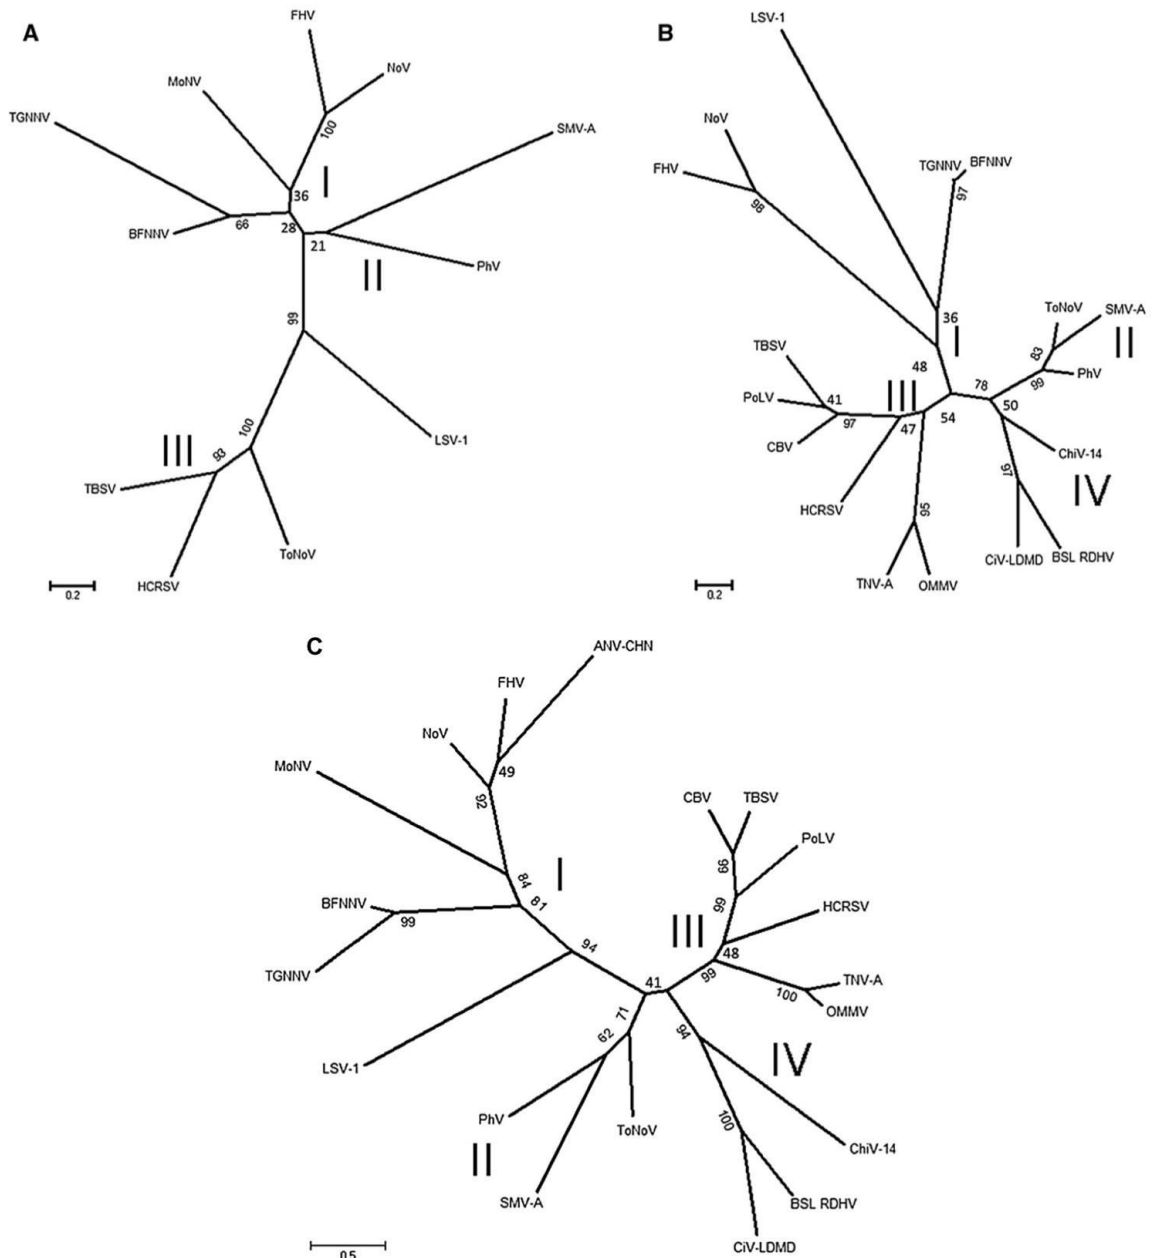 A
FHV
NoV
MoNV
TGNNV
SMV-A
100
I
36
66
28
21
BFNNV
PhV
II
99
LSV-1
100
93
III
TBSV
ToNoV
HCRSV
0.2
B
LSV-1
NoV
FHV
TGNNV
BFNNV
98
97
36
I
ToNoV
SMV-A
II
TBSV
48
83
PhV
99
78
PoLV
41
III
50
97
47
54
CBV
ChiV-14
97
IV
HCRSV
95
CiV-LDMD
BSL RDHV
TNV-A
OMMV
0.2
C
ANV-CHN
FHV
NoV
49
MoNV
92
CBV
TBSV
PoLV
66
84
I
81
BFNNV
99
99
HCRSV
III
94
48
TGNNV
99
TNV-A
100
OMMV
41
71
62
94
IV
LSV-1
PhV
ToNoV
100
ChiV-14
II
SMV-A
BSL RDHV
CiV-LDMD
0.5